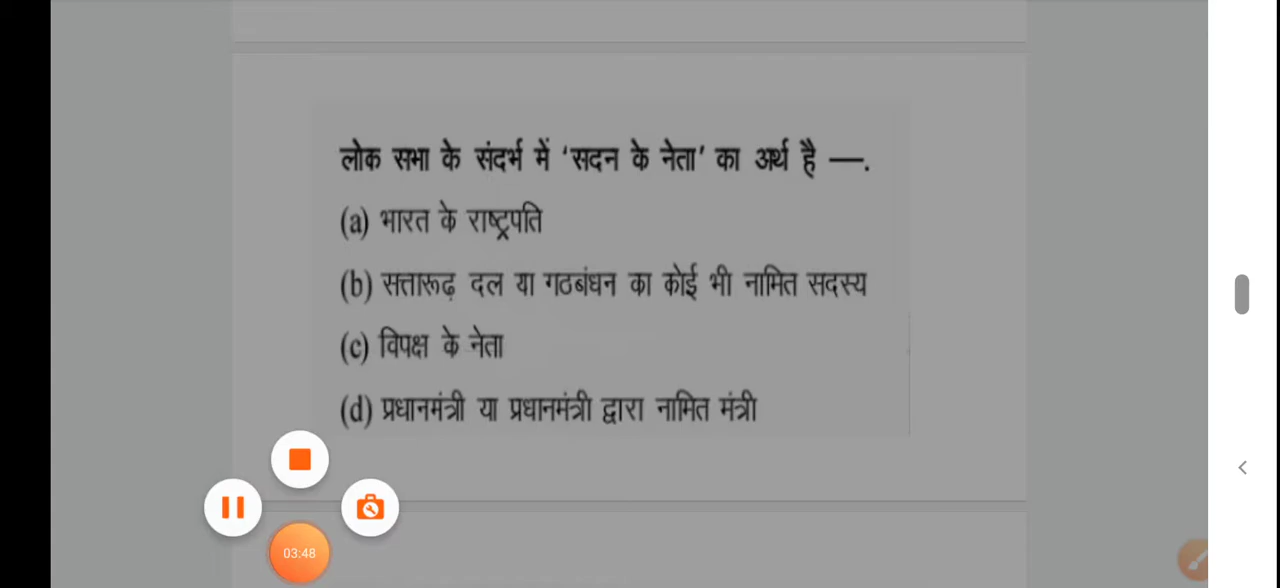 लोक सभा के संदर्भ में ‘सदन के नेता’ का अर्थ है —.
(a) भारत के राष्ट्रपति
(b) सत्तारूढ़ दल या गठबंधन का कोई भी नामित सदस्य
(c) विपक्ष के नेता
(d) प्रधानमंत्री या प्रधानमंत्री द्वारा नामित मंत्री
03:48